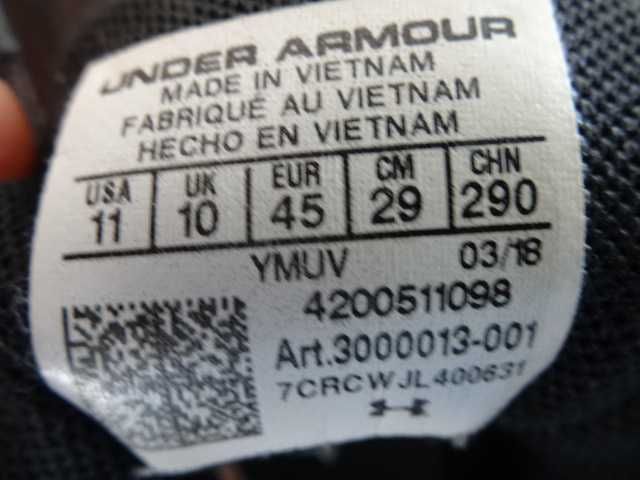 UNDER ARMOUR
MADE IN VIETNAM
FABRIQUÉ AU VIETNAM
HECHO EN VIETNAM
USA UK EUR CM CHN
11 10 45 29 290
YMUV 03/18
4200511098
Art.3000013-001
7CRCWJL400631